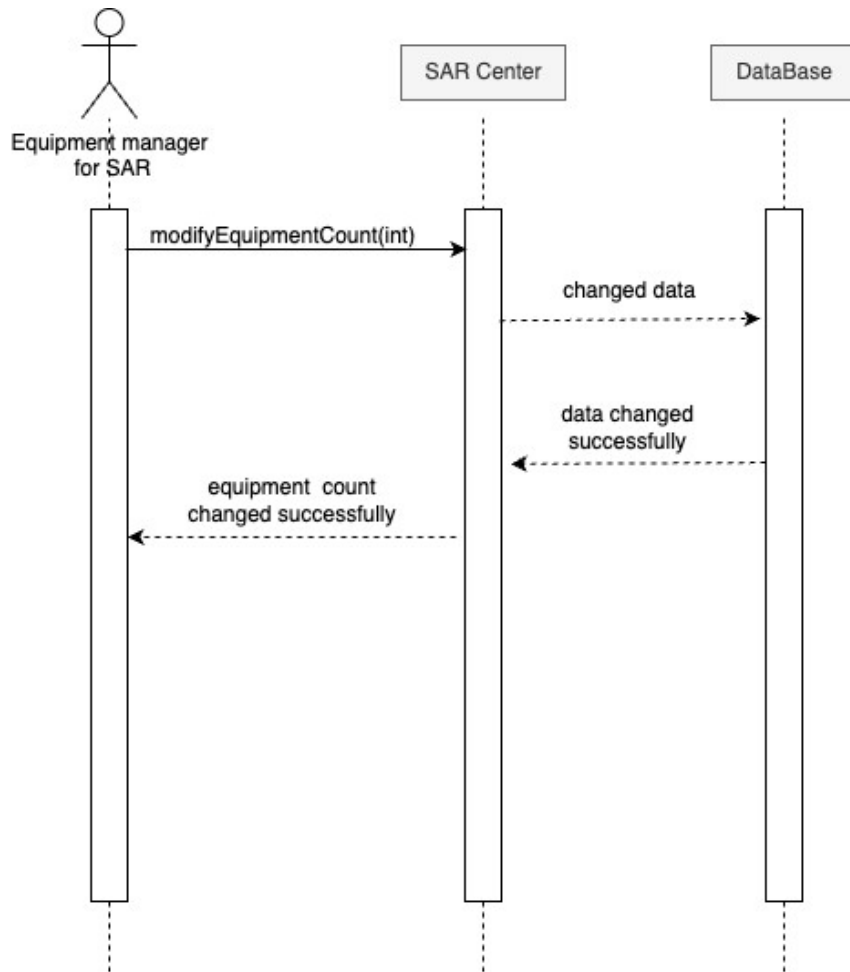 SAR Center
DataBase
Equipment manager
for SAR
modifyEquipmentCount(int)
changed data
data changed
successfully
equipment count
changed successfully